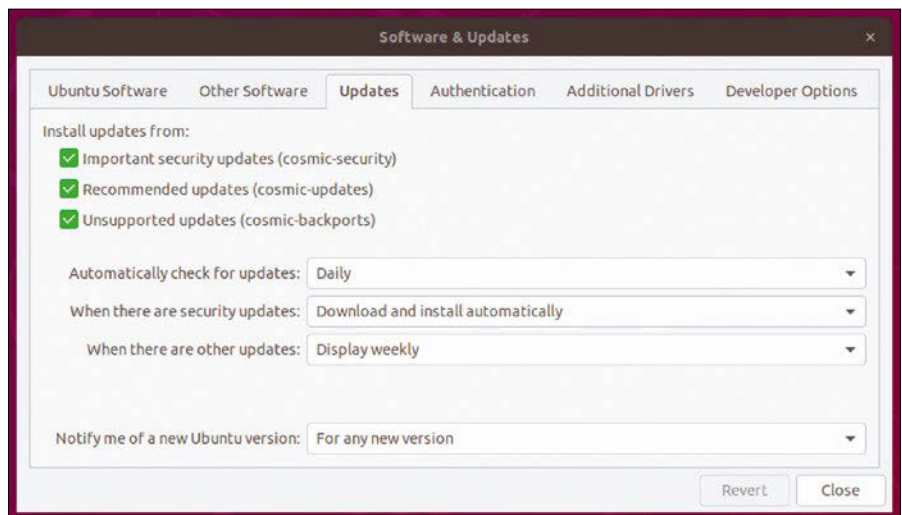 Software & Updates ×
Ubuntu Software Other Software Updates Authentication Additional Drivers Developer Options
Install updates from:
Important security updates (cosmic-security)
Recommended updates (cosmic-updates)
Unsupported updates (cosmic-backports)
Automatically check for updates: Daily
When there are security updates: Download and install automatically
When there are other updates: Display weekly
Notify me of a new Ubuntu version: For any new version
Revert Close